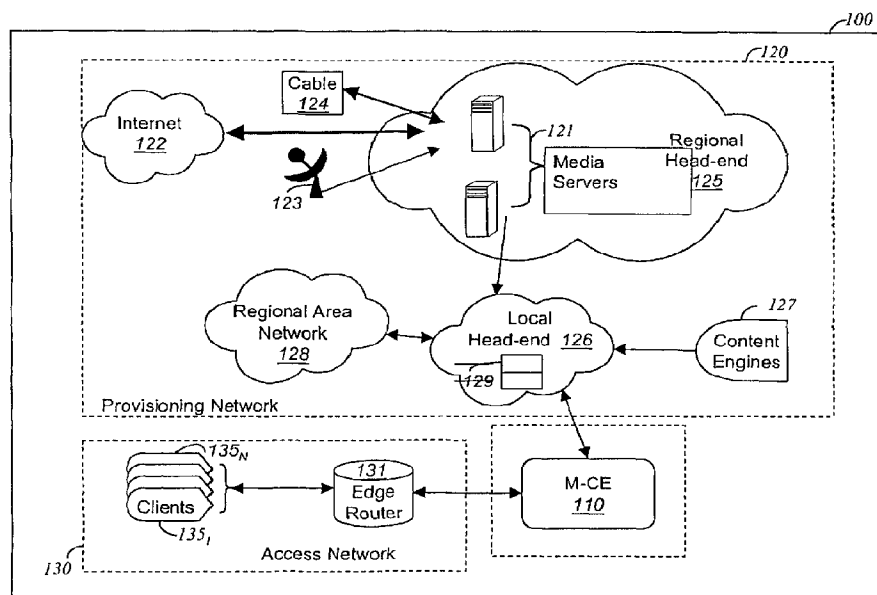 100
120
Cable
124
Internet
122
123
121
Regional
Head-end
125
Media
Servers
Regional Area
Network
128
Local
Head-end
126
129
127
Content
Engines
Provisioning Network
135N
Clients
135I
131
Edge
Router
M-CE
110
Access Network
130